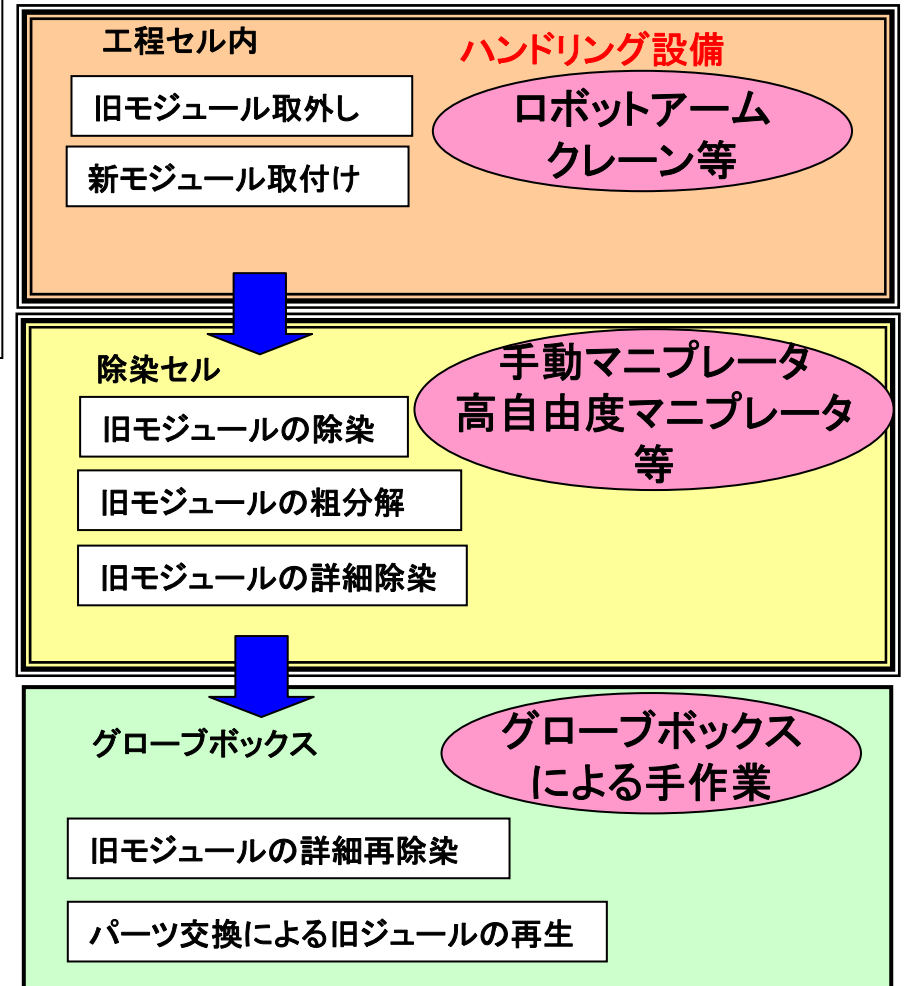 工程セル内
ハンドリング設備
旧モジュール取外し
新モジュール取付け
ロボットアーム
クレーン等
除染セル
手動マニプレータ
高自由度マニプレータ
等
旧モジュールの除染
旧モジュールの粗分解
旧モジュールの詳細除染
グローブボックス
グローブボックス
による手作業
旧モジュールの詳細再除染
パーツ交換による旧ジュールの再生